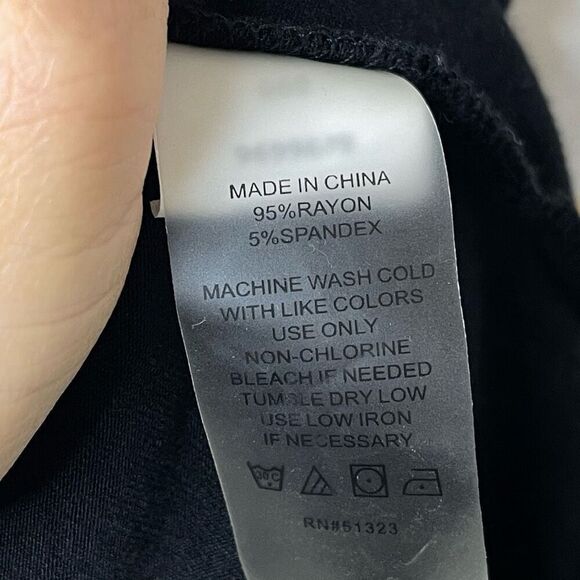 MADE IN CHINA
95%RAYON
5%SPANDEX
MACHINE WASH COLD
WITH LIKE COLORS
USE ONLY
NON-CHLORINE
BLEACH IF NEEDED
TUMBLE DRY LOW
USE LOW IRON
IF NECESSARY
30°C
RN#51323